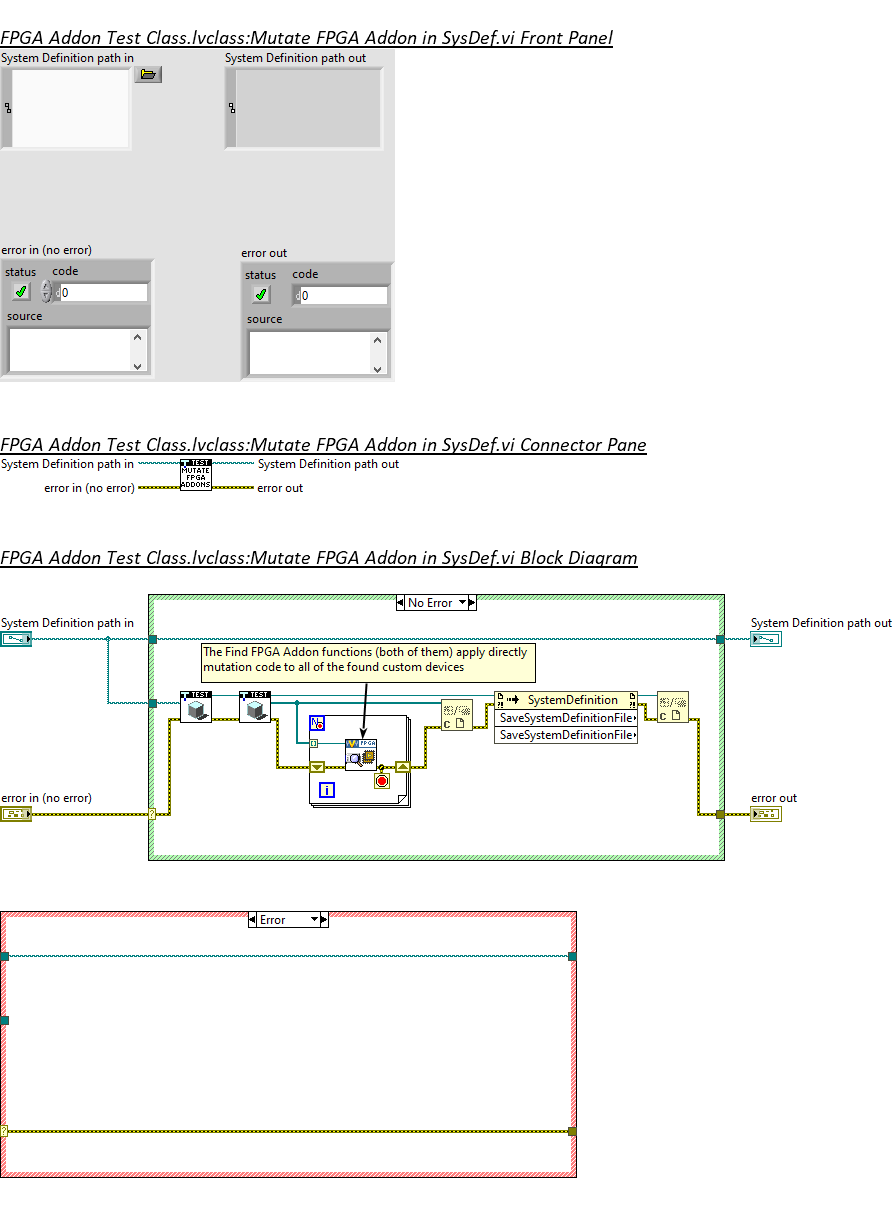 FPGA Addon Test Class.lvclass:Mutate FPGA Addon in SysDef.vi Front Panel
System Definition path in
System Definition path out
error in (no error)
error out
status code
0
source
status code
0
source
FPGA Addon Test Class.lvclass:Mutate FPGA Addon in SysDef.vi Connector Pane
System Definition path in
TEST
MUTATE
FPGA
ADDONS
System Definition path out
error in (no error)
error out
FPGA Addon Test Class.lvclass:Mutate FPGA Addon in SysDef.vi Block Diagram
No Error
System Definition path in
System Definition path out
The Find FPGA Addon functions (both of them) apply directly
mutation code to all of the found custom devices
TEST
TEST
SystemDefinition
SaveSystemDefinitionFile
SaveSystemDefinitionFile
C
C
N
FPGA
i
error in (no error)
?
error out
Error
?